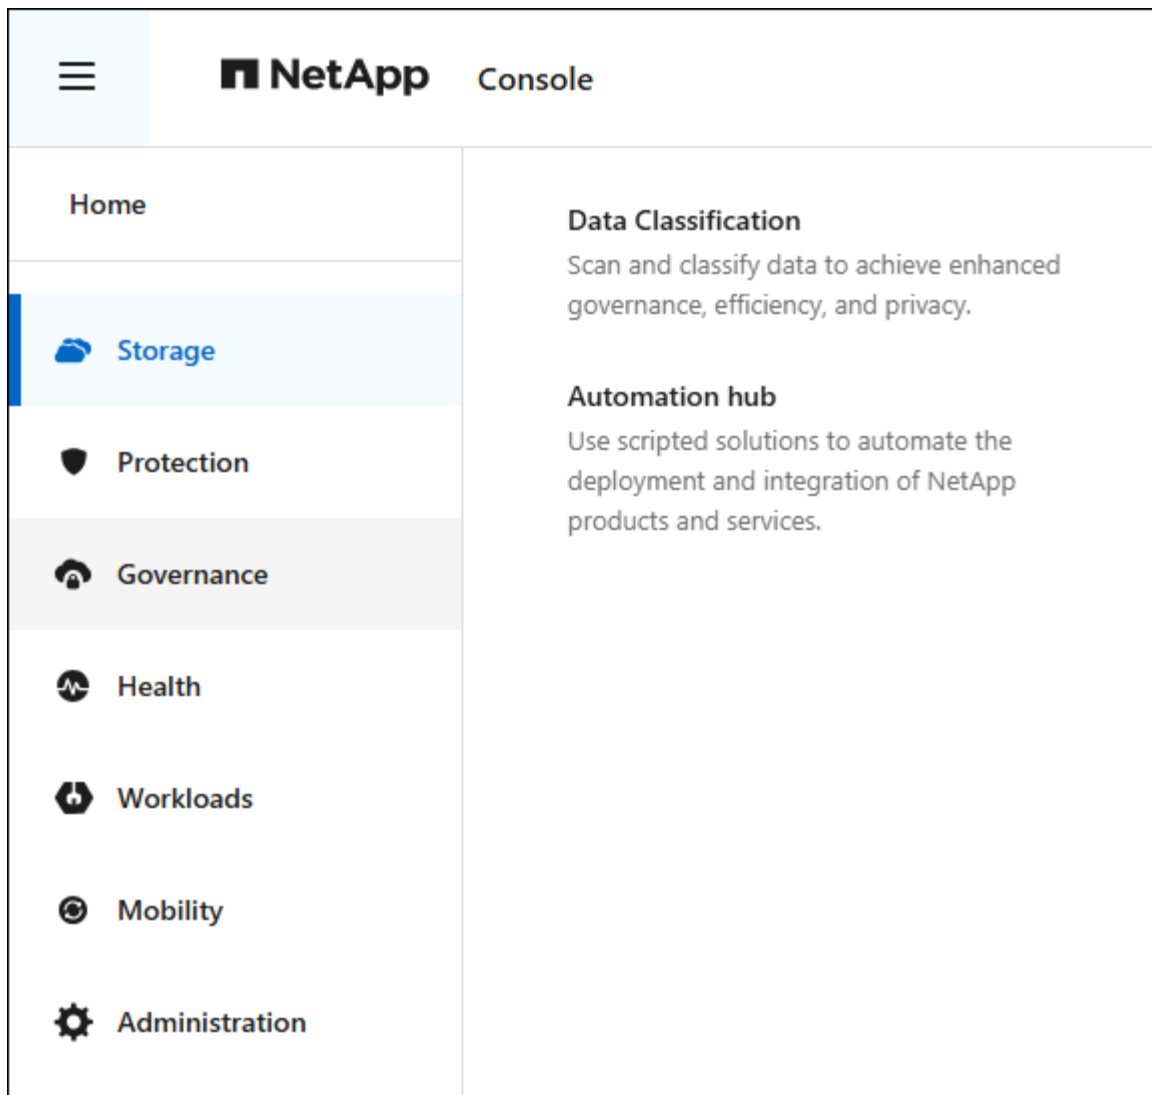 NetApp Console
Home
Storage
Protection
Governance
Health
Workloads
Mobility
Administration
Data Classification
Scan and classify data to achieve enhanced
governance, efficiency, and privacy.
Automation hub
Use scripted solutions to automate the
deployment and integration of NetApp
products and services.